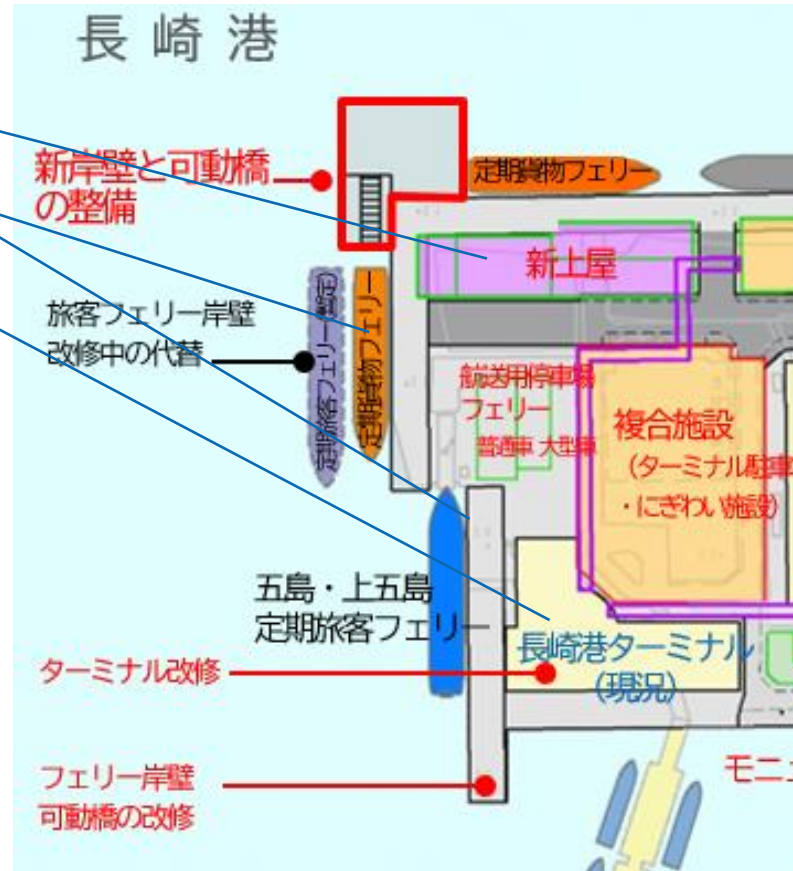 長崎港
新岸壁と可動橋
の整備
定期貨物フェリー
新上屋
旅客フェリー岸壁
改修中の代替
定期旅客フェリー(暫定)
定期貨物フェリー
航送用停車場
フェリー
普通車 大型車
複合施設
(ターミナル駐車
・にぎわい施設)
五島・上五島
定期旅客フェリー
長崎港ターミナル
(現況)
ターミナル改修
フェリー岸壁
可動橋の改修
モニュ